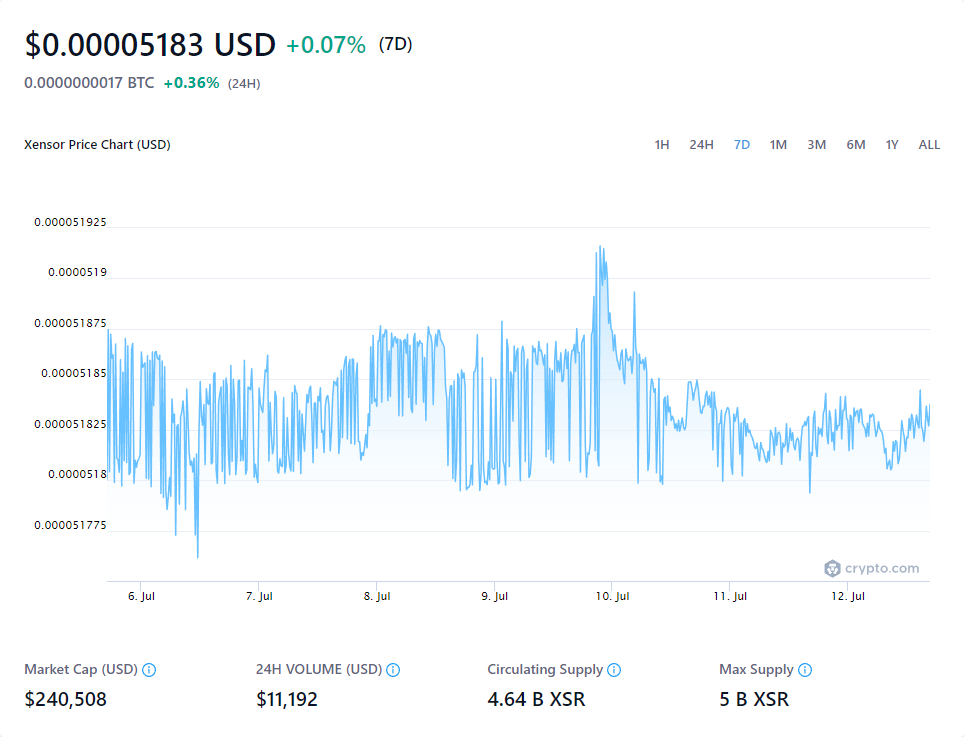 $0.00005183 USD +0.07% (7D)
0.0000000017 BTC +0.36% (24H)
Xensor Price Chart (USD) 1H 24H 7D 1M 3M 6M 1Y ALL
0.000051925
0.0000519
0.000051875
0.00005185
0.000051825
0.0000518
0.000051775
crypto.com
6. Jul 7. Jul 8. Jul 9. Jul 10. Jul 11. Jul 12. Jul
Market Cap (USD) 24H VOLUME (USD) Circulating Supply Max Supply
$240,508 $11,192 4.64 B XSR 5 B XSR